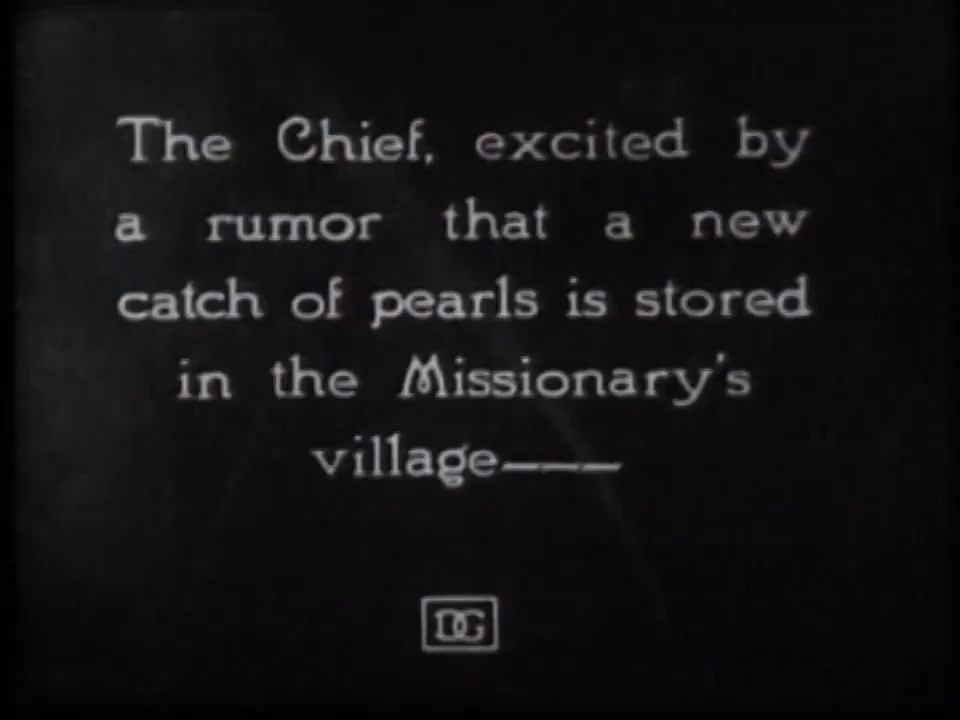 The Chief, excited by
a rumor that a new
catch of pearls is stored
in the Missionary's
village———
DG